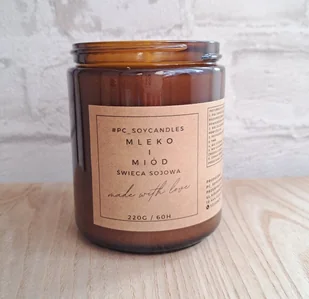 #PC_SOYCANDLES
MLEKO
I
MIÓD
ŚWIECA SOJOWA
made with love
220G / 60H